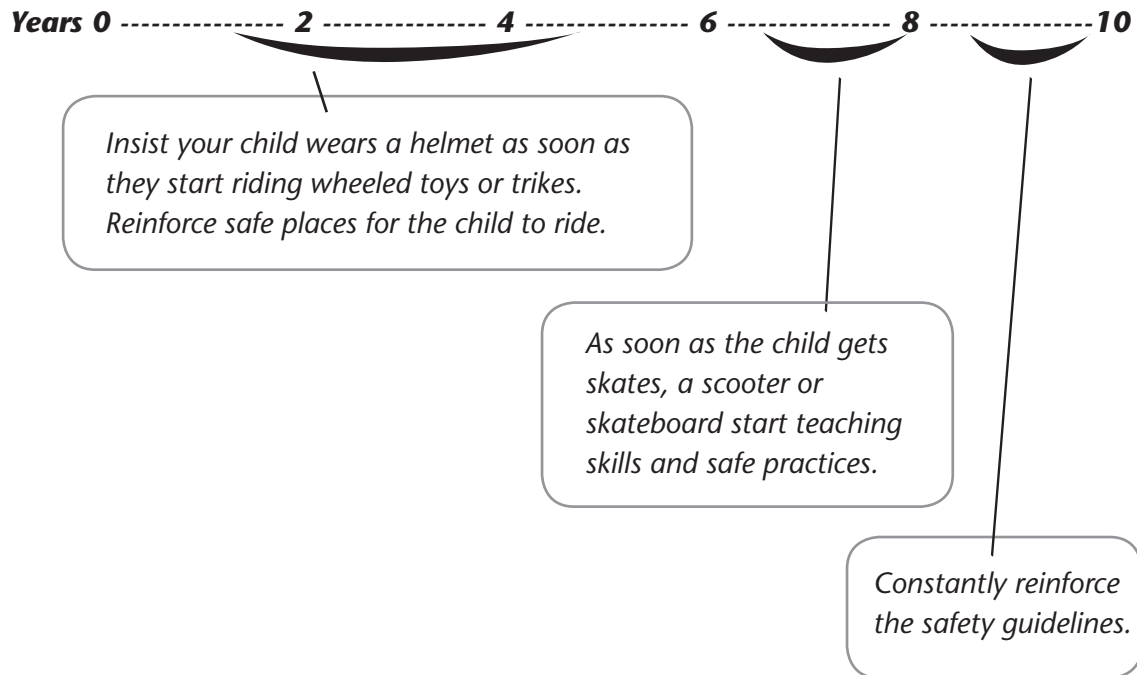 Years 0 --------------- 2 --------------- 4 --------------- 6 --------------- 8 --------------- 10
Insist your child wears a helmet as soon as
they start riding wheeled toys or trikes.
Reinforce safe places for the child to ride.
As soon as the child gets
skates, a scooter or
skateboard start teaching
skills and safe practices.
Constantly reinforce
the safety guidelines.